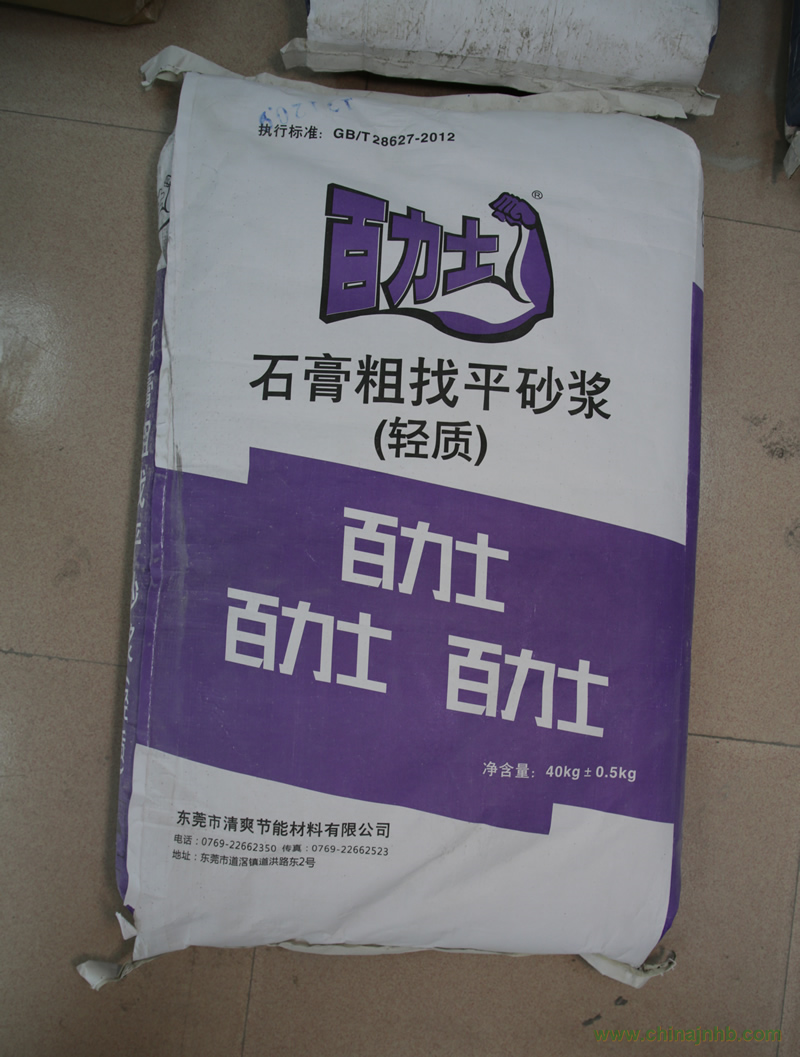 执行标准：GB/T 28627-2012
百力士®
石膏粗找平砂浆
(轻质)
百力士
百力士 百力士
净含量：40kg±0.5kg
东莞市清爽节能材料有限公司
电话：0769-22662350 传真：0769-22662523
地址：东莞市道滘镇道洪路东2号
www.chinajnhb.com